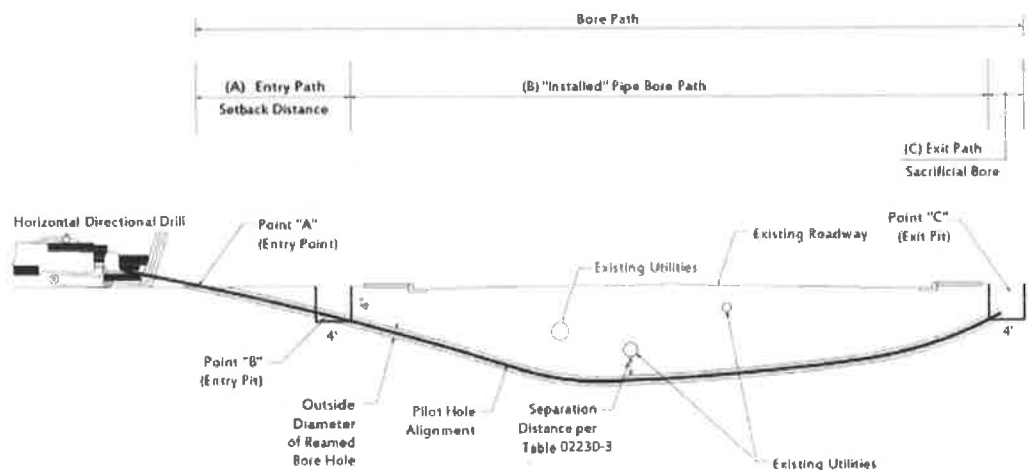 Bore Path
(A) Entry Path
Setback Distance
(B) "Installed" Pipe Bore Path
(C) Exit Path
Sacrificial Bore
Horizontal Directional Drill
Point "A"
(Entry Point)
Existing Utilities
Existing Roadway
Point "C"
(Exit Pit)
4'
4'
Point "B"
(Entry Pit)
Outside
Diameter
of Reamed
Bore Hole
Pilot Hole
Alignment
Separation
Distance per
Table 02230-3
Existing Utilities